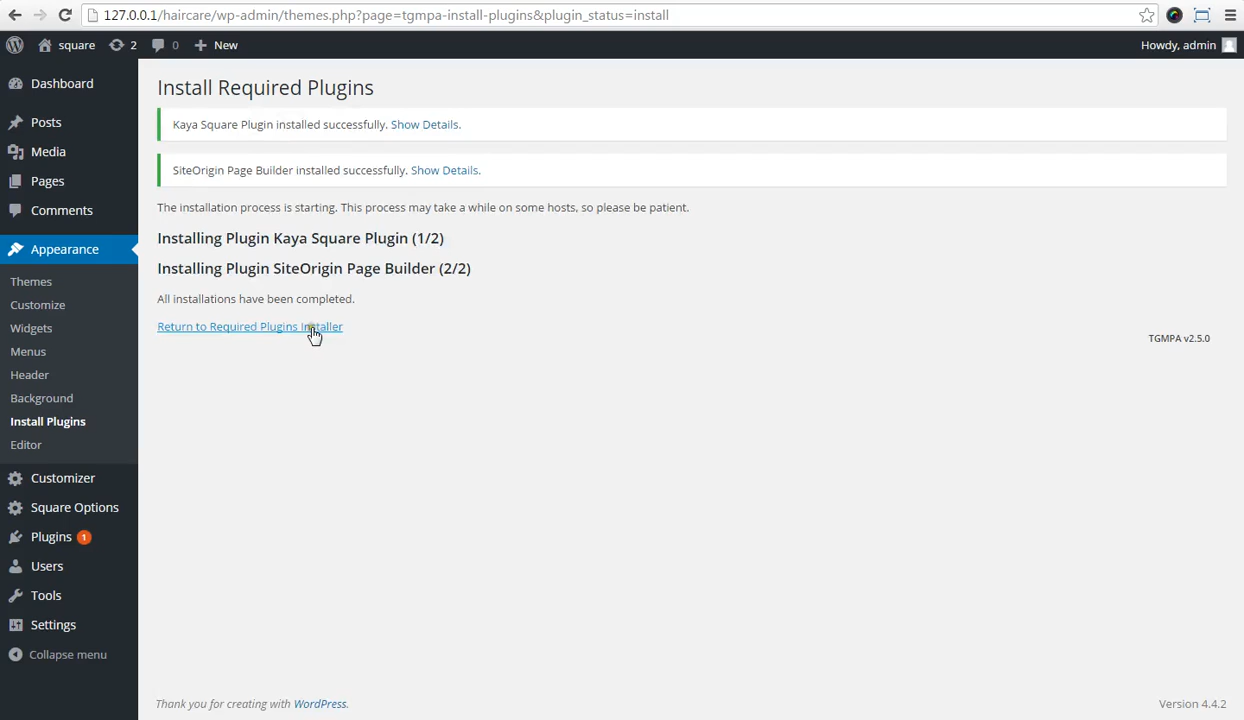 127.0.0.1/haircare/wp-admin/themes.php?page=tgmpa-install-plugins&plugin_status=install
square
2
0
New
Howdy, admin
Dashboard
Posts
Media
Pages
Comments
Appearance
Themes
Customize
Widgets
Menus
Header
Background
Install Plugins
Editor
Customizer
Square Options
Plugins 1
Users
Tools
Settings
Collapse menu
Install Required Plugins
Kaya Square Plugin installed successfully. Show Details.
SiteOrigin Page Builder installed successfully. Show Details.
The installation process is starting. This process may take a while on some hosts, so please be patient.
Installing Plugin Kaya Square Plugin (1/2)
Installing Plugin SiteOrigin Page Builder (2/2)
All installations have been completed.
Return to Required Plugins Installer
TGMPA v2.5.0
Thank you for creating with WordPress.
Version 4.4.2